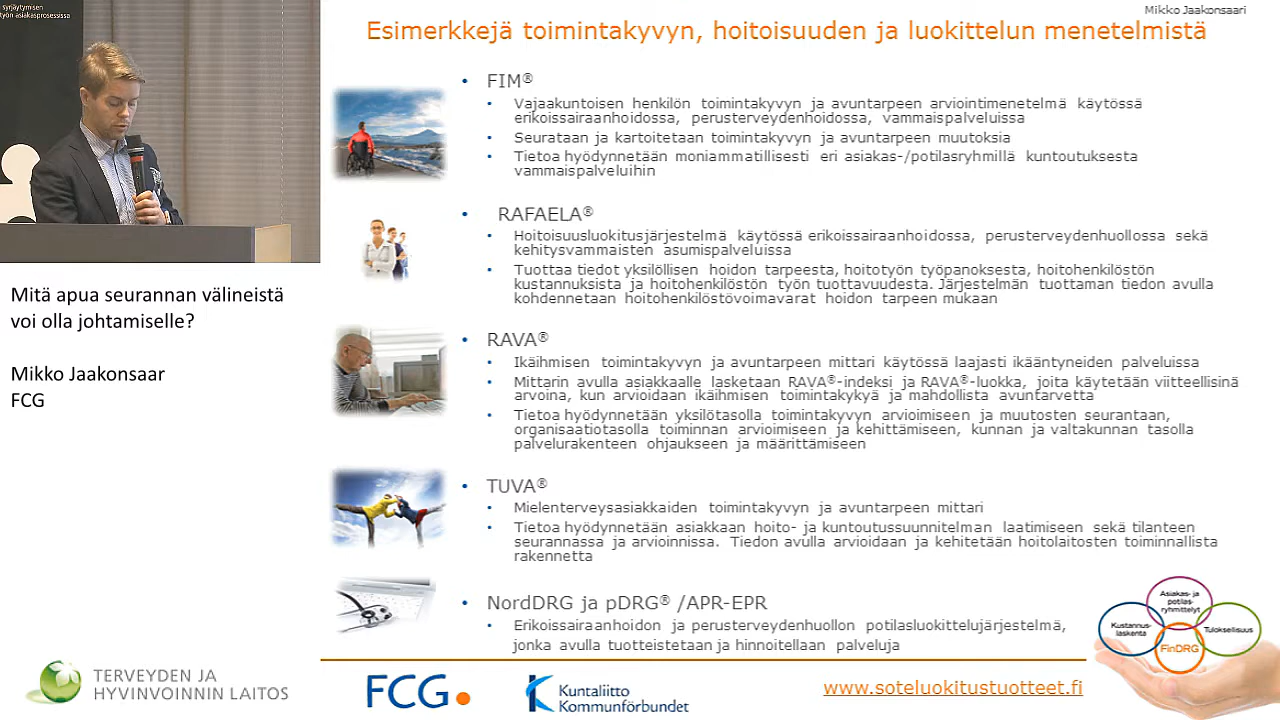 syrjäytymisen
työn asiakasprosessissa
Mitä apua seurannan välineistä
voi olla johtamiselle?
Mikko Jaakonsaar
FCG
TERVEYDEN JA
HYVINVOINNIN LAITOS
Mikko Jaakonsaari
Esimerkkejä toimintakyvyn, hoitoisuuden ja luokittelun menetelmistä
• FIM®
• Vajaakuntoisen henkilön toimintakyvyn ja avuntarpeen arviointimenetelmä käytössä
erikoissairaanhoidossa, perusterveydenhoidossa, vammaispalveluissa
• Seurataan ja kartoitetaan toimintakyvyn ja avuntarpeen muutoksia
• Tietoa hyödynnetään moniammatillisesti eri asiakas-/potilasryhmillä kuntoutuksesta
vammaispalveluihin
• RAFAELA®
• Hoitoisuusluokitusjärjestelmä käytössä erikoissairaanhoidossa, perusterveydenhuollossa sekä
kehitysvammaisten asumispalveluissa
• Tuottaa tiedot yksilöllisen hoidon tarpeesta, hoitotyön työpanoksesta, hoitohenkilöstön
kustannuksista ja hoitohenkilöstön työn tuottavuudesta. Järjestelmän tuottaman tiedon avulla
kohdennetaan hoitohenkilöstövoimavarat hoidon tarpeen mukaan
• RAVA®
• Ikäihmisen toimintakyvyn ja avuntarpeen mittari käytössä laajasti ikääntyneiden palveluissa
• Mittarin avulla asiakkaalle lasketaan RAVA®-indeksi ja RAVA®-luokka, joita käytetään viitteellisinä
arvoina, kun arvioidaan ikäihmisen toimintakykyä ja mahdollista avuntarvetta
• Tietoa hyödynnetään yksilötasolla toimintakyvyn arvioimiseen ja muutosten seurantaan,
organisaatiotasolla toiminnan arvioimiseen ja kehittämiseen, kunnan ja valtakunnan tasolla
palvelurakenteen ohjaukseen ja määrittämiseen
• TUVA®
• Mielenterveysasiakkaiden toimintakyvyn ja avuntarpeen mittari
• Tietoa hyödynnetään asiakkaan hoito- ja kuntoutussuunnitelman laatimiseen sekä tilanteen
seurannassa ja arvioinnissa. Tiedon avulla arvioidaan ja kehitetään hoitolaitosten toiminnallista
rakennetta
• NordDRG ja pDRG® /APR-EPR
• Erikoissairaanhoidon ja perusterveydenhuollon potilasluokittelujärjestelmä,
jonka avulla tuotteistetaan ja hinnoitellaan palveluja
Asiakas- ja
potilas-
ryhmittelyt
Kustannus-
laskenta
Tuloksellisuus
FinDRG
FCG
Kuntaliitto
Kommunförbundet
www.soteluokitustuotteet.fi